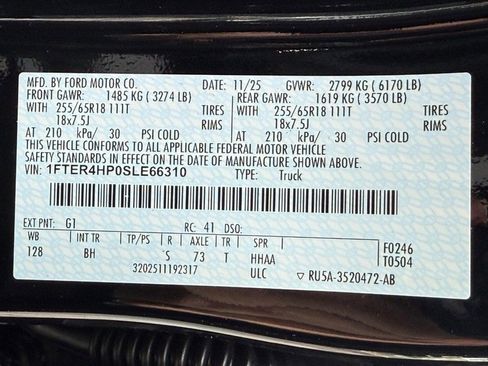 MFD. BY FORD MOTOR CO. DATE: 11/25 GVWR: 2799 KG ( 6170 LB)
FRONT GAWR: 1485 KG ( 3274 LB) REAR GAWR: 1619 KG ( 3570 LB)
WITH 255/65R18 111T TIRES WITH 255/65R18 111T TIRES
18x7.5J RIMS 18x7.5J RIMS
AT 210 kPa/ 30 PSI COLD AT 210 kPa/ 30 PSI COLD
THIS VEHICLE CONFORMS TO ALL APPLICABLE FEDERAL MOTOR VEHICLE
SAFETY STANDARDS IN EFFECT ON THE DATE OF MANUFACTURE SHOWN ABOVE.
VIN: 1FTER4HP0SLE66310 TYPE: Truck
EXT PNT: G1 RC: 41 DSO:
WB INT TR TP/PS R AXLE TR SPR F0246
128 BH S 73 T HHAA T0504
3202511192317 ULC RU5A-3520472-AB